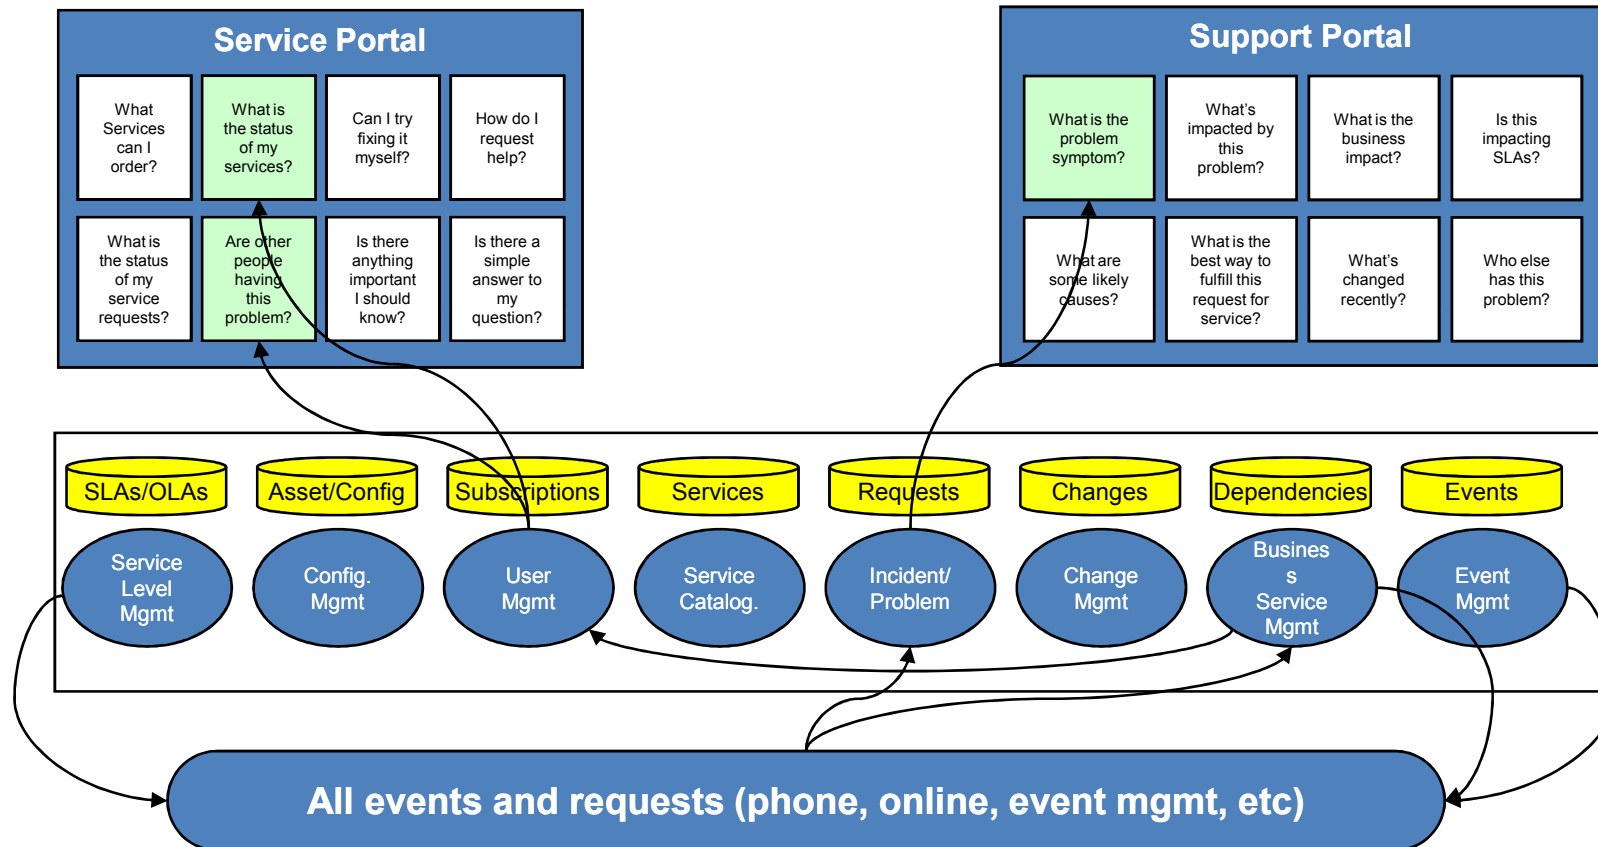 Service Portal
What
Services
can I
order?
What is
the status
of my
services?
Can I try
fixing it
myself?
How do I
request
help?
What is
the status
of my
service
requests?
Are other
people
having
this
problem?
Is there
anything
important
I should
know?
Is there a
simple
answer to
my
question?
Support Portal
What is the
problem
symptom?
What's
impacted by
this
problem?
What is the
business
impact?
Is this
impacting
SLAs?
What are
some likely
causes?
What is the
best way to
fulfill this
request for
service?
What's
changed
recently?
Who else
has this
problem?
SLAs/OLAs
Asset/Config
Subscriptions
Services
Requests
Changes
Dependencies
Events
Service
Level
Mgmt
Config.
Mgmt
User
Mgmt
Service
Catalog.
Incident/
Problem
Change
Mgmt
Busines
s
Service
Mgmt
Event
Mgmt
All events and requests (phone, online, event mgmt, etc)